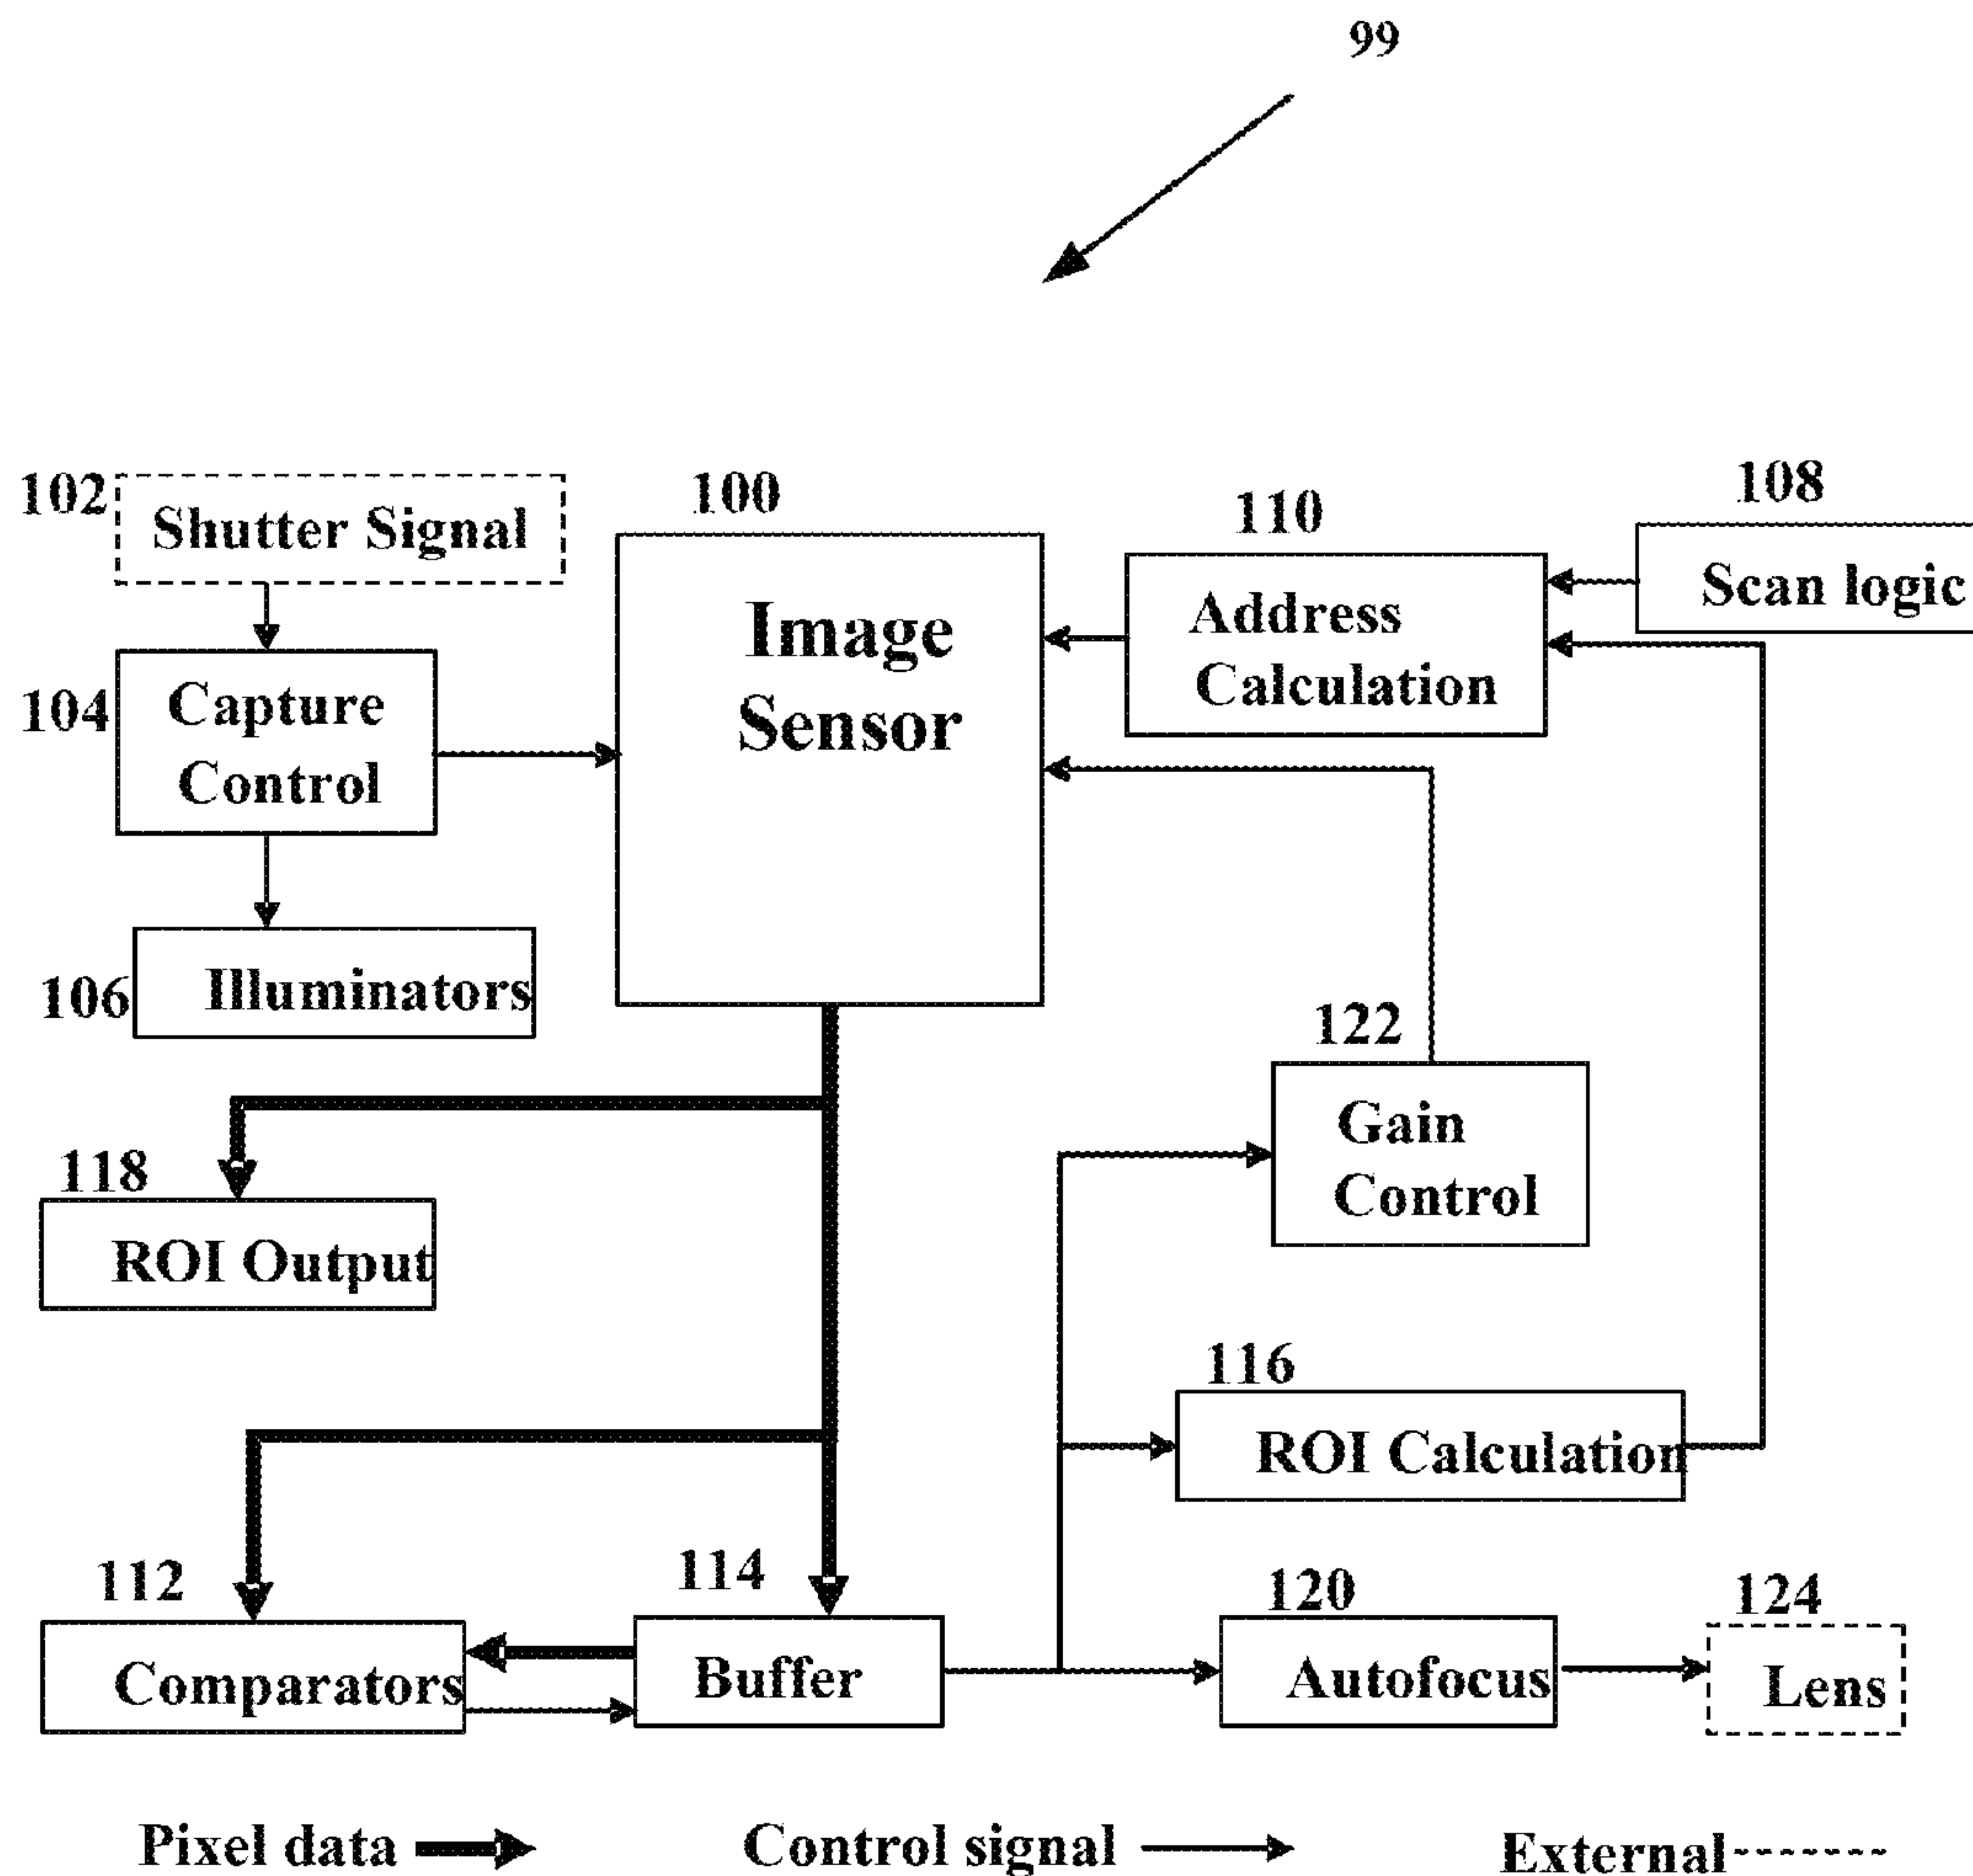 99
102
Shutter Signal
100
Image
Sensor
110
Address
Calculation
108
Scan logic
104
Capture
Control
106
Illuminators
122
Gain
Control
118
ROI Output
116
ROI Calculation
112
Comparators
114
Buffer
120
Autofocus
124
Lens
Pixel data
Control signal
External